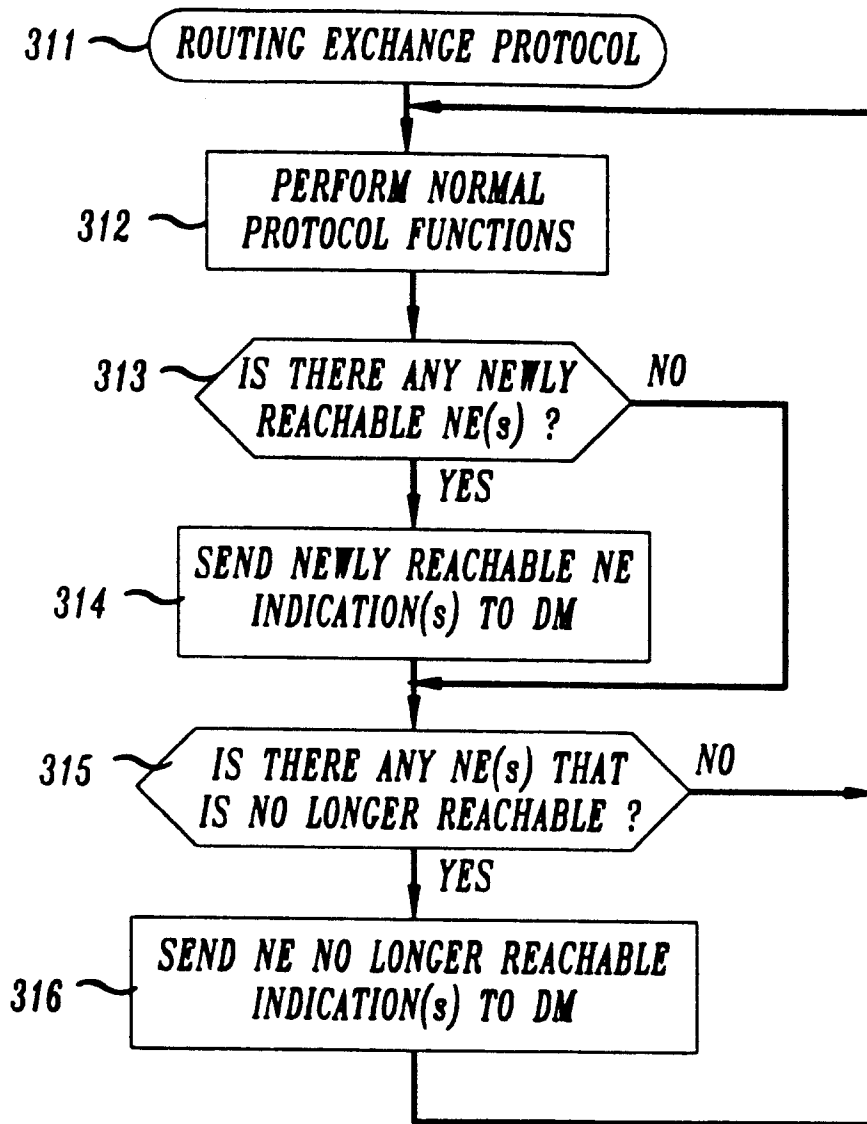 311
ROUTING EXCHANGE PROTOCOL
312
PERFORM NORMAL
PROTOCOL FUNCTIONS
313
IS THERE ANY NEWLY
REACHABLE NE(s) ?
NO
YES
314
SEND NEWLY REACHABLE NE
INDICATION(s) TO DM
315
IS THERE ANY NE(s) THAT
IS NO LONGER REACHABLE ?
NO
YES
316
SEND NE NO LONGER REACHABLE
INDICATION(s) TO DM